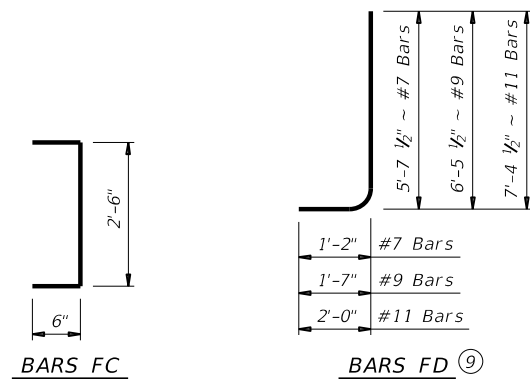 2'-6"
6"
BARS FC
5'-7 ½" ~ #7 Bars
6'-5 ½" ~ #9 Bars
7'-4 ½" ~ #11 Bars
1'-2" #7 Bars
1'-7" #9 Bars
2'-0" #11 Bars
BARS FD 9